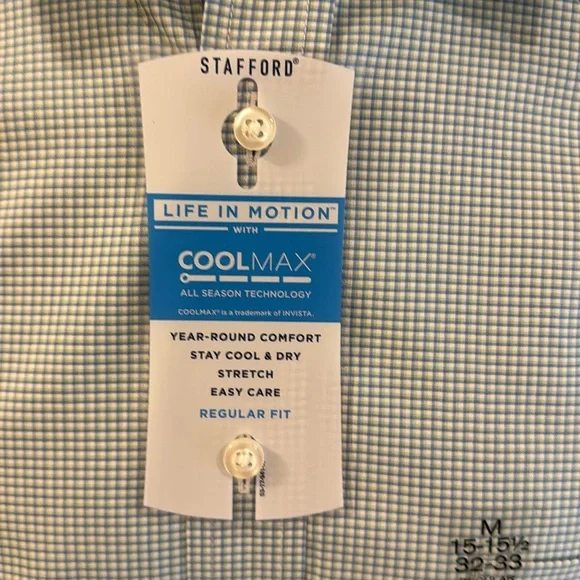 STAFFORD®
LIFE IN MOTION™
WITH
COOLMAX®
ALL SEASON TECHNOLOGY
COOLMAX® is a trademark of INVISTA.
YEAR-ROUND COMFORT
STAY COOL & DRY
STRETCH
EASY CARE
REGULAR FIT
M
15-15½
32-33